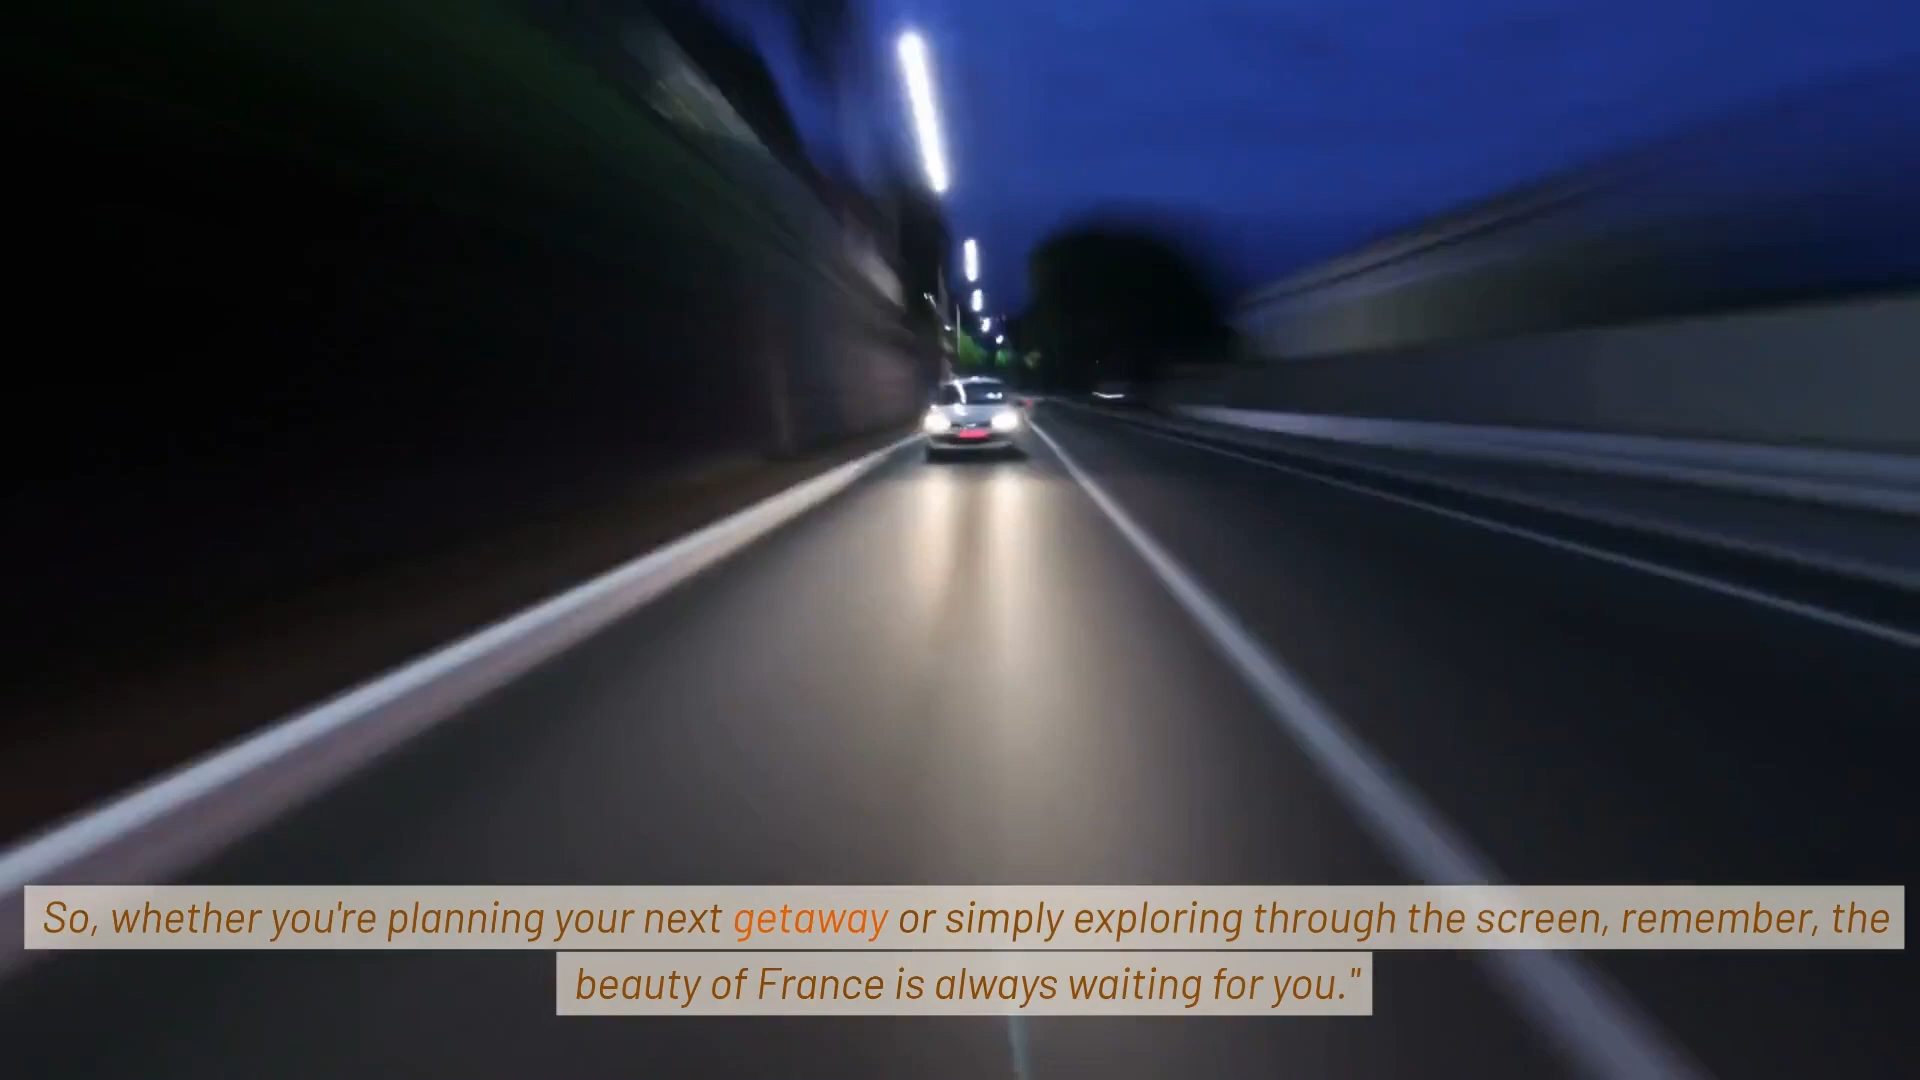 So, whether you're planning your next getaway or simply exploring through the screen, remember, the
beauty of France is always waiting for you."